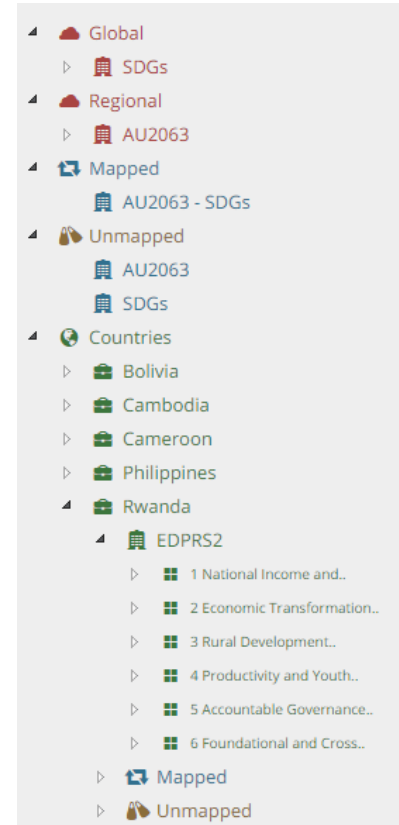 Global
SDGs
Regional
AU2063
Mapped
AU2063 - SDGs
Unmapped
AU2063
SDGs
Countries
Bolivia
Cambodia
Cameroon
Philippines
Rwanda
EDPRS2
1 National Income and..
2 Economic Transformation..
3 Rural Development..
4 Productivity and Youth..
5 Accountable Governance..
6 Foundational and Cross..
Mapped
Unmapped